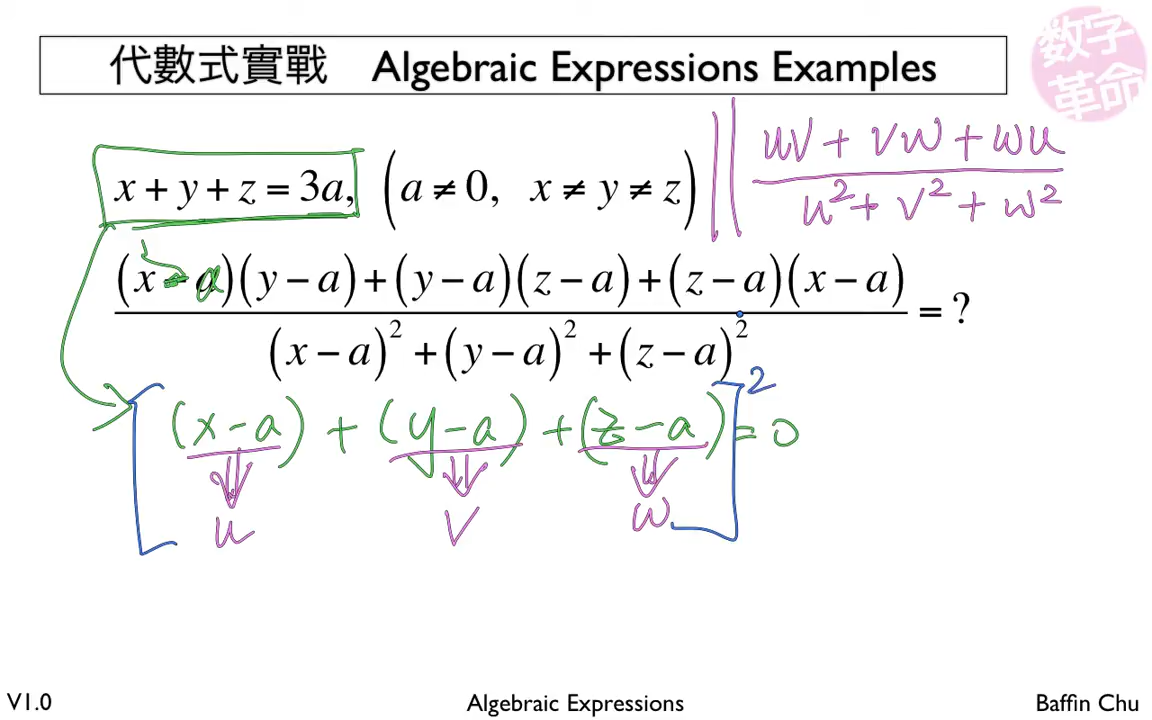 代數式實戰 Algebraic Expressions Examples
数字
革命
x + y + z = 3a, (a ≠ 0, x ≠ y ≠ z)
uv + vw + wu
u² + v² + w²
(x − a)(y − a) + (y − a)(z − a) + (z − a)(x − a)
(x − a)² + (y − a)² + (z − a)²
= ?
[(x − a) + (y − a) + (z − a)]² = 0
u v w
V1.0 Algebraic Expressions Baffin Chu